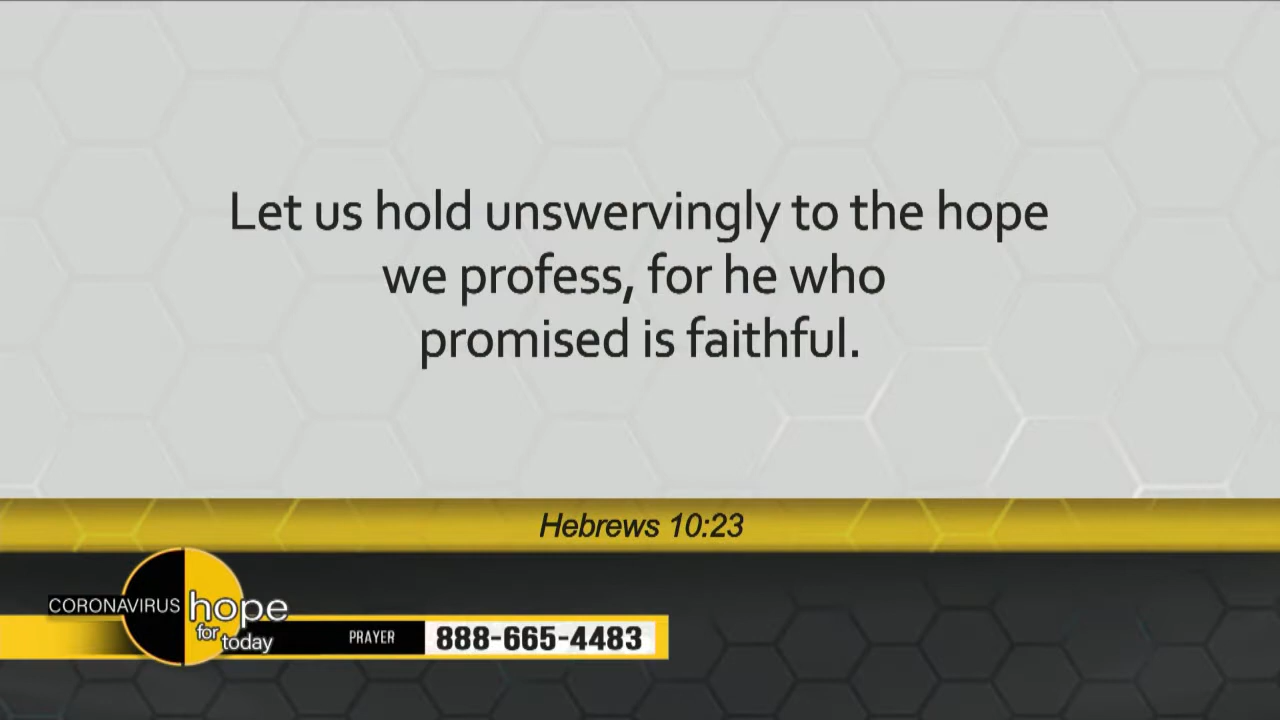 Let us hold unswervingly to the hope
we profess, for he who
promised is faithful.
Hebrews 10:23
CORONAVIRUS hope
for today
PRAYER 888-665-4483